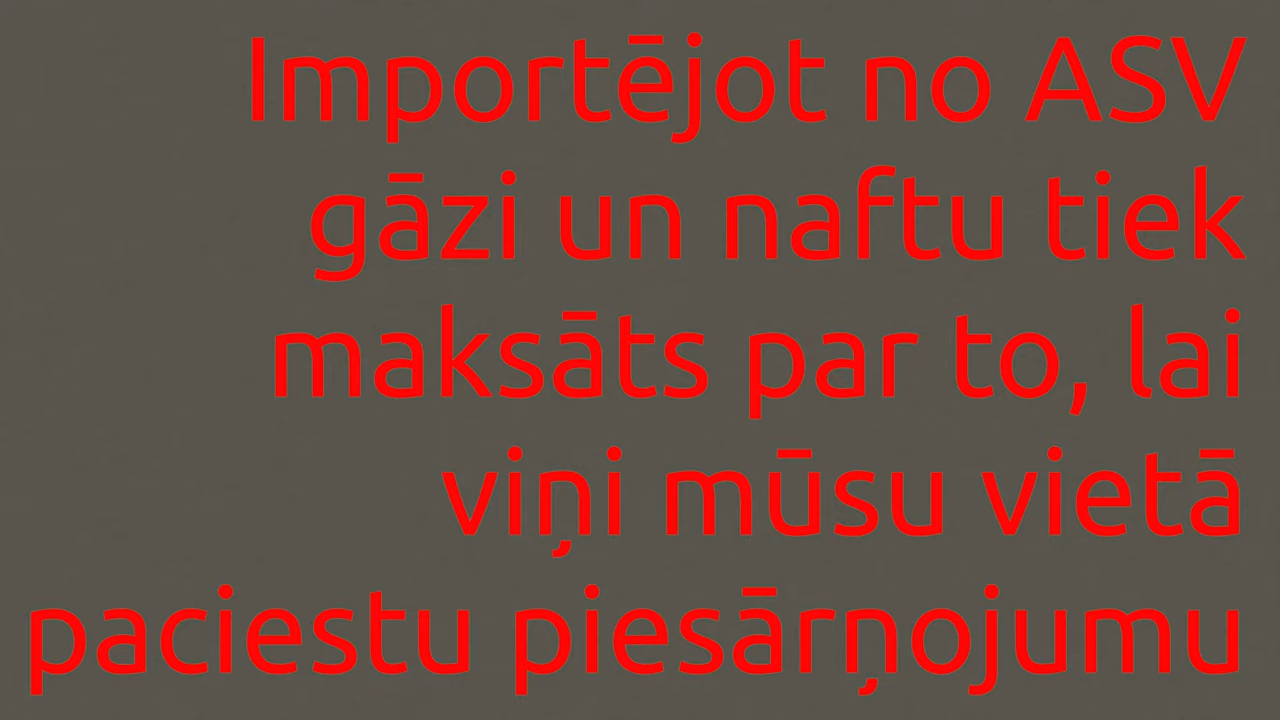 Importējot no ASV
gāzi un naftu tiek
maksāts par to, lai
viņi mūsu vietā
paciestu piesārņojumu